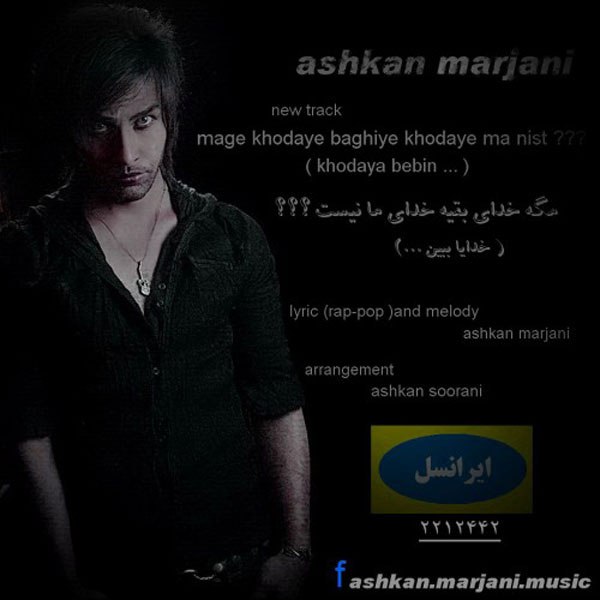 ashkan marjani
new track
mage khodaye baghiye khodaye ma nist ???
( khodaya bebin ... )
مگه خدای بقیه خدای ما نیست ؟؟؟
( خدایا ببین ...)
lyric (rap-pop )and melody
ashkan marjani
arrangement
ashkan soorani
ایرانسل
۲۲۱۲۴۴۲
f ashkan.marjani.music